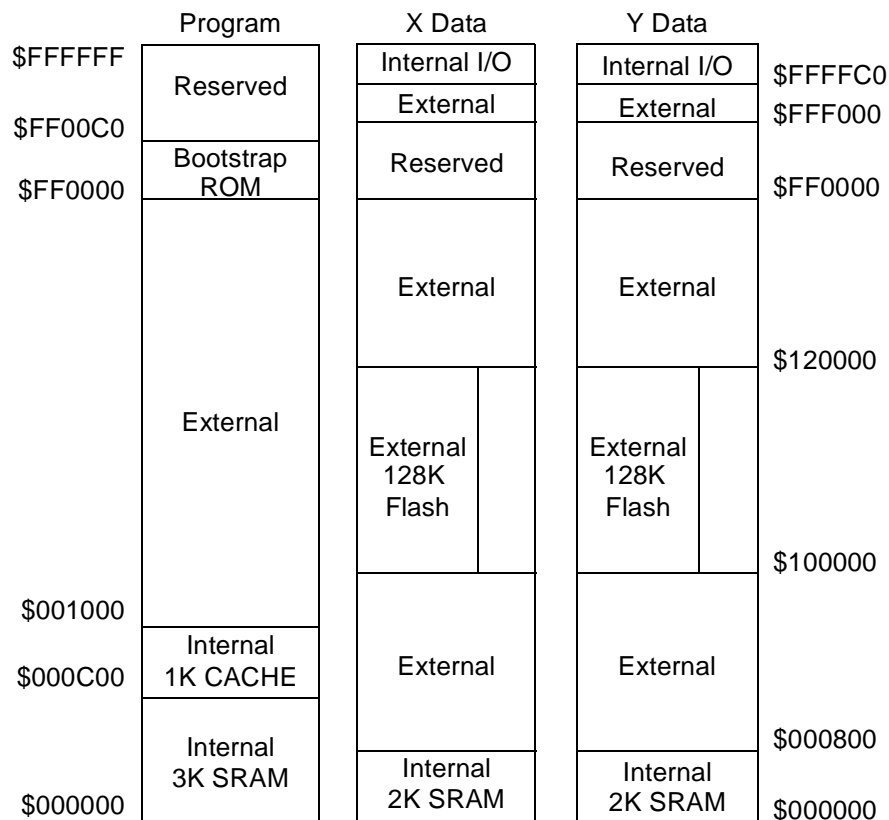 Program
X Data
Y Data
$FFFFFF
Reserved
$FF00C0
Bootstrap
ROM
$FF0000
External
$001000
Internal
1K CACHE
$000C00
Internal
3K SRAM
$000000
Internal I/O
External
Reserved
External
External
128K
Flash
External
Internal
2K SRAM
Internal I/O
External
Reserved
External
External
128K
Flash
External
Internal
2K SRAM
$FFFFC0
$FFF000
$FF0000
$120000
$100000
$000800
$000000